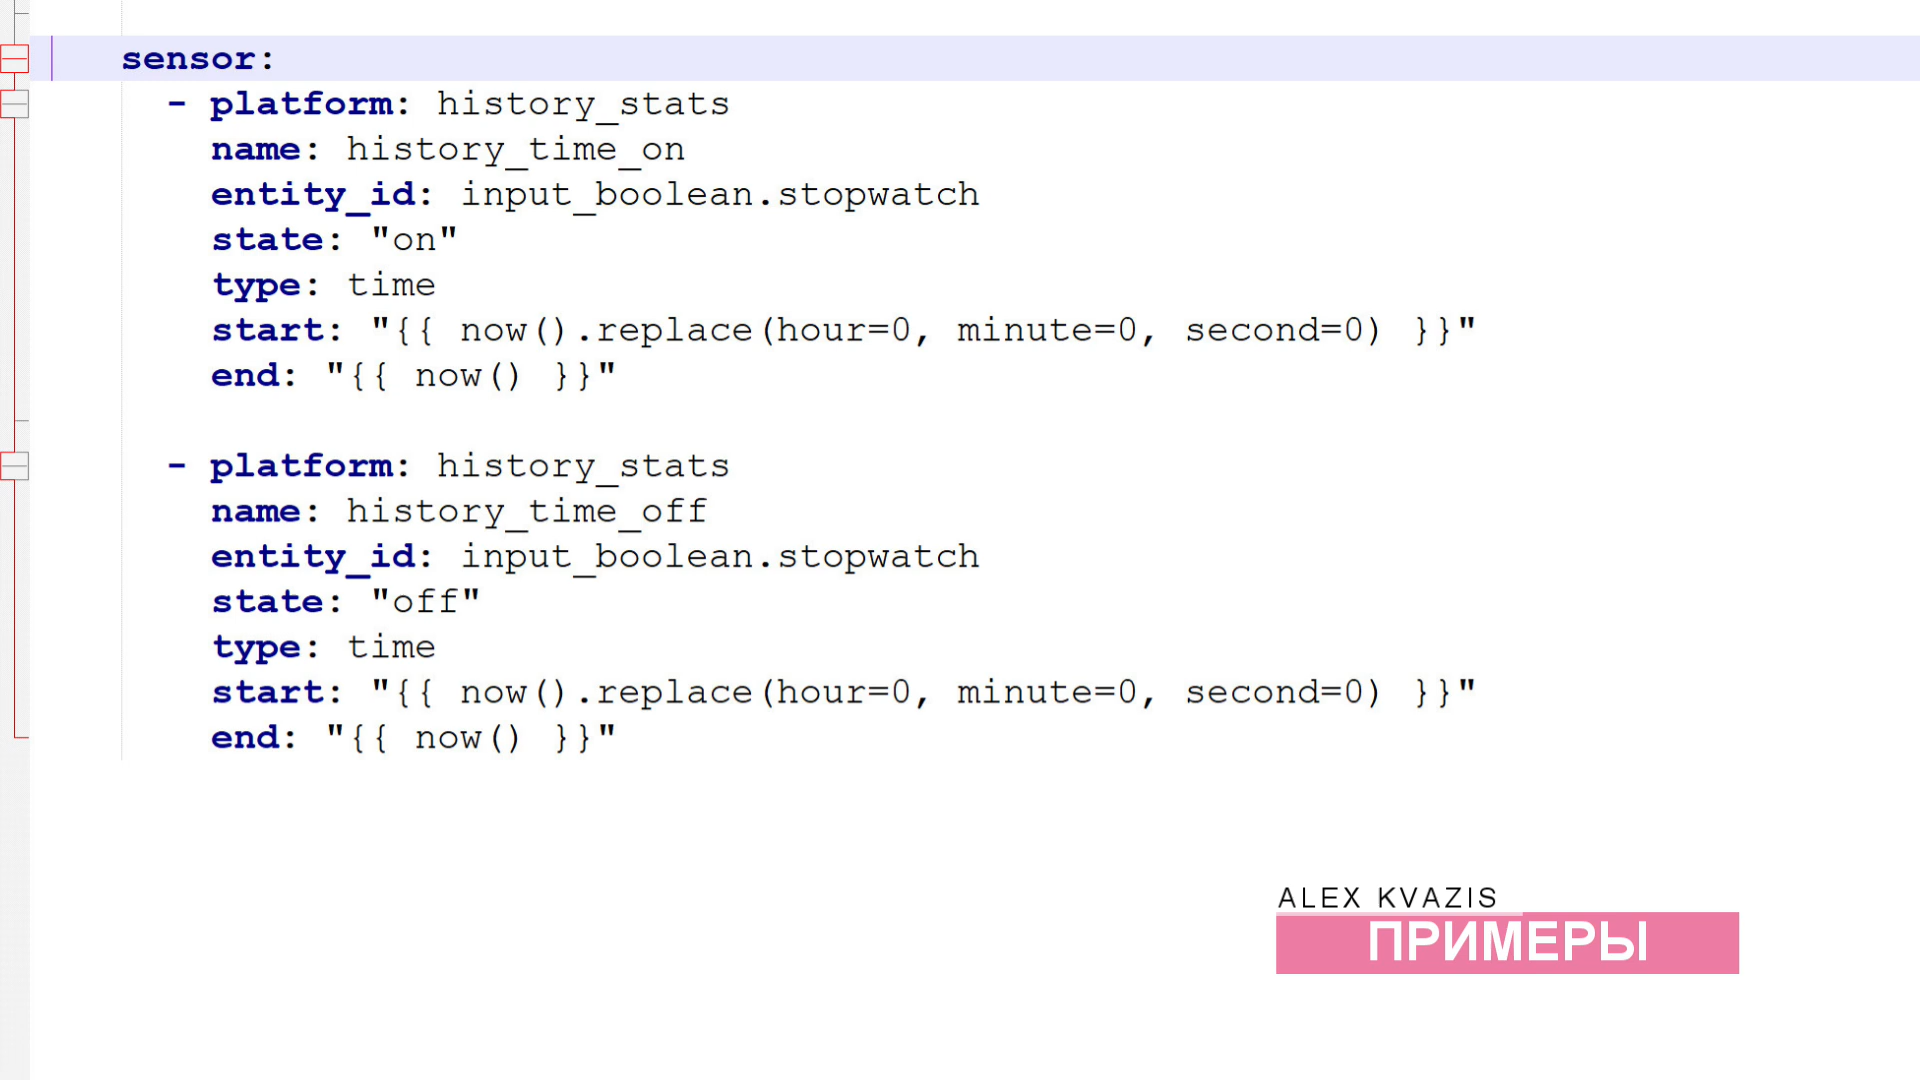 sensor:
- platform: history_stats
name: history_time_on
entity_id: input_boolean.stopwatch
state: "on"
type: time
start: "{{ now().replace(hour=0, minute=0, second=0) }}"
end: "{{ now() }}"
- platform: history_stats
name: history_time_off
entity_id: input_boolean.stopwatch
state: "off"
type: time
start: "{{ now().replace(hour=0, minute=0, second=0) }}"
end: "{{ now() }}"
ALEX KVAZIS
ПРИМЕРЫ